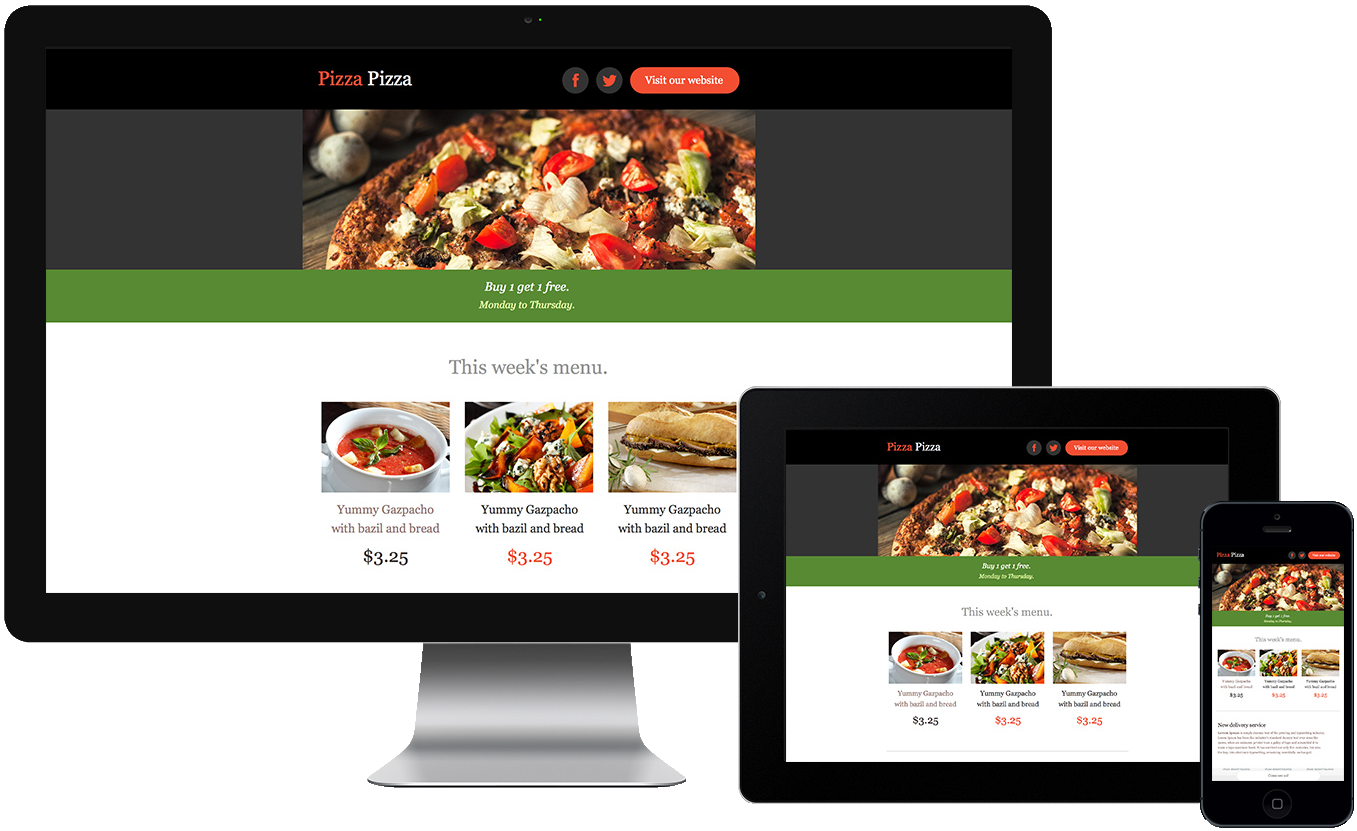 Pizza Pizza
Visit our website
Buy 1 get 1 free.
Monday to Thursday.
This week's menu.
Yummy Gazpacho
with bazil and bread
$3.25
Yummy Gazpacho
with bazil and bread
$3.25
Yummy Gazpacho
with bazil and bread
$3.25
Pizza Pizza
Visit our website
Buy 1 get 1 free.
Monday to Thursday.
This week's menu.
Yummy Gazpacho
with bazil and bread
$3.25
Yummy Gazpacho
with bazil and bread
$3.25
Yummy Gazpacho
with bazil and bread
$3.25
Pizza Pizza
Visit our website
Buy 1 get 1 free
Monday to Thursday.
This week's menu.
Yummy Gazpacho
with bazil and bread
$3.25
Yummy Gazpacho
with bazil and bread
$3.25
Yummy Gazpacho
with bazil and bread
$3.25
New delivery service